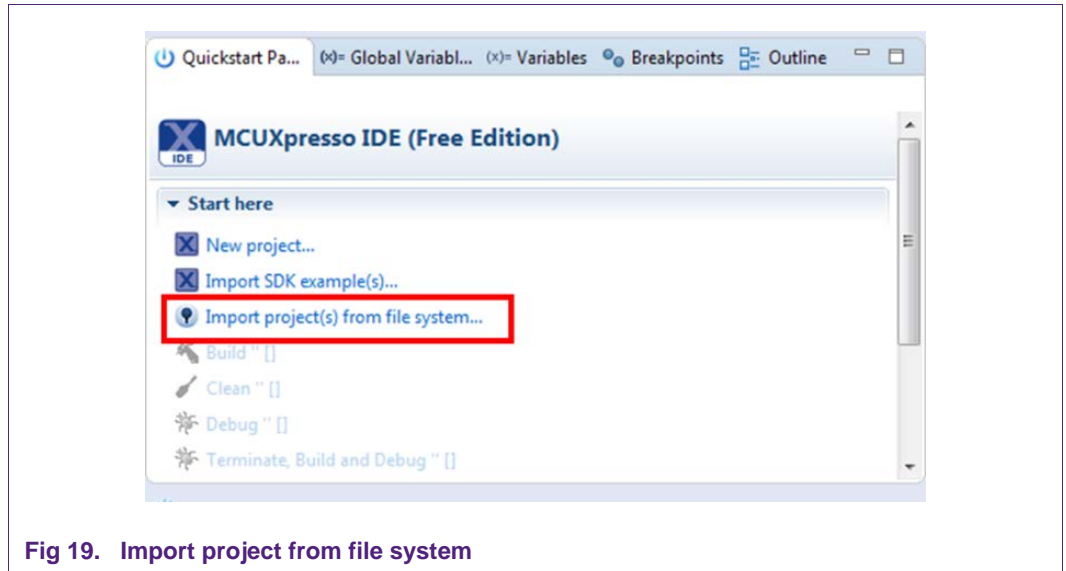 Quickstart Pa... (x)= Global Variabl... (x)= Variables Breakpoints Outline
MCUXpresso IDE (Free Edition)
IDE
Start here
New project...
Import SDK example(s)...
Import project(s) from file system...
Build '' []
Clean '' []
Debug '' []
Terminate, Build and Debug '' []
Fig 19. Import project from file system